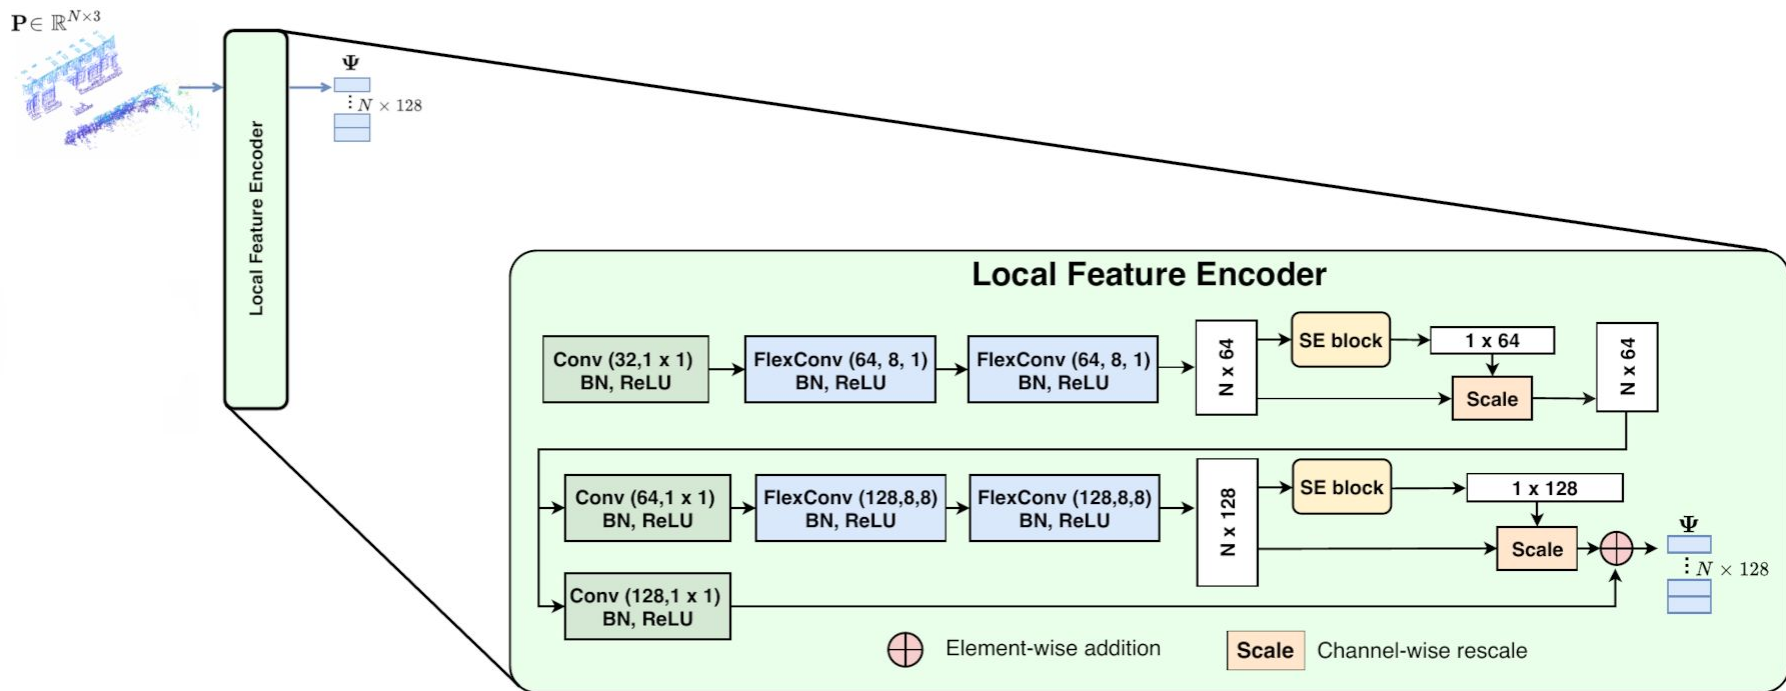 P ∈ ℝ^{N×3}
Ψ
⋮ N × 128
Local Feature Encoder
Local Feature Encoder
Conv (32,1 x 1)
BN, ReLU
FlexConv (64, 8, 1)
BN, ReLU
FlexConv (64, 8, 1)
BN, ReLU
N x 64
SE block
1 x 64
Scale
N x 64
Conv (64,1 x 1)
BN, ReLU
FlexConv (128,8,8)
BN, ReLU
FlexConv (128,8,8)
BN, ReLU
N x 128
SE block
1 x 128
Scale
Ψ
⋮ N × 128
Conv (128,1 x 1)
BN, ReLU
Element-wise addition
Scale
Channel-wise rescale